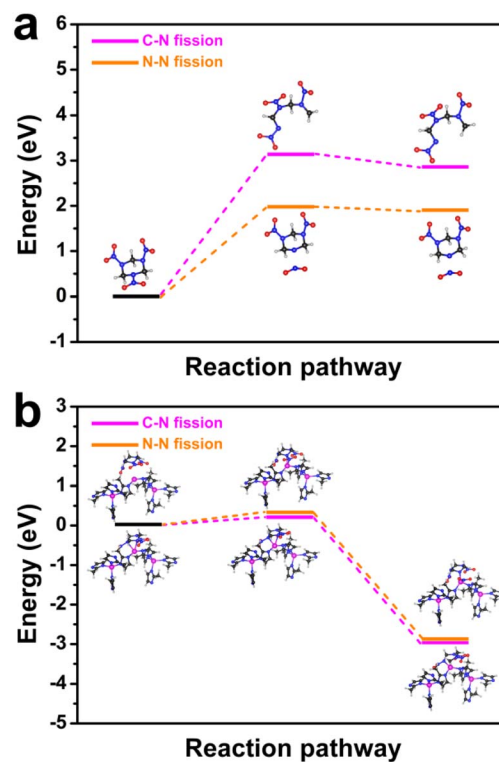 a
6
5
4
3
2
1
0
-1
Energy (eV)
C-N fission
N-N fission
Reaction pathway
b
3
2
1
0
-1
-2
-3
-4
-5
Energy (eV)
C-N fission
N-N fission
Reaction pathway